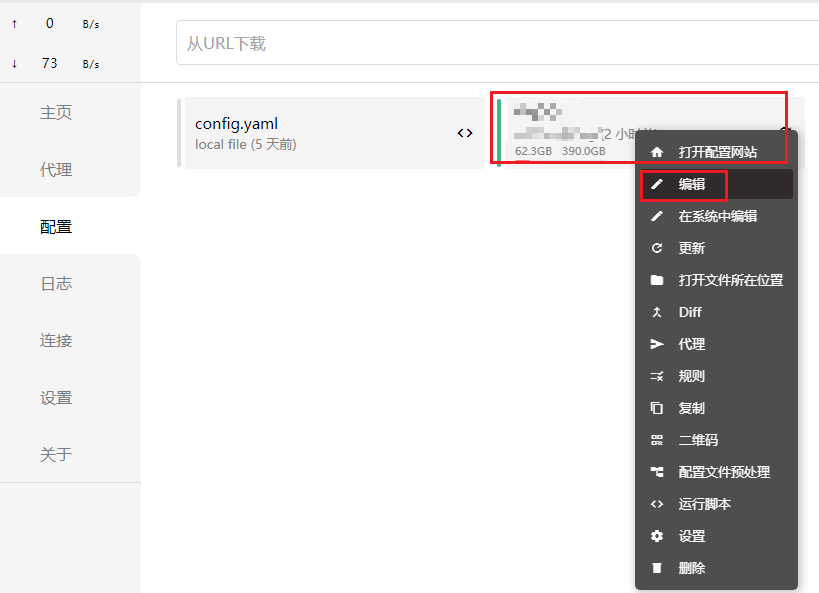 ↑ 0 B/s
从URL下载
↓ 73 B/s
主页
代理
配置
日志
连接
设置
关于
config.yaml
local file (5 天前)
(2 小时
62.3GB 390.0GB
打开配置网站
编辑
在系统中编辑
更新
打开文件所在位置
Diff
代理
规则
复制
二维码
配置文件预处理
运行脚本
设置
删除